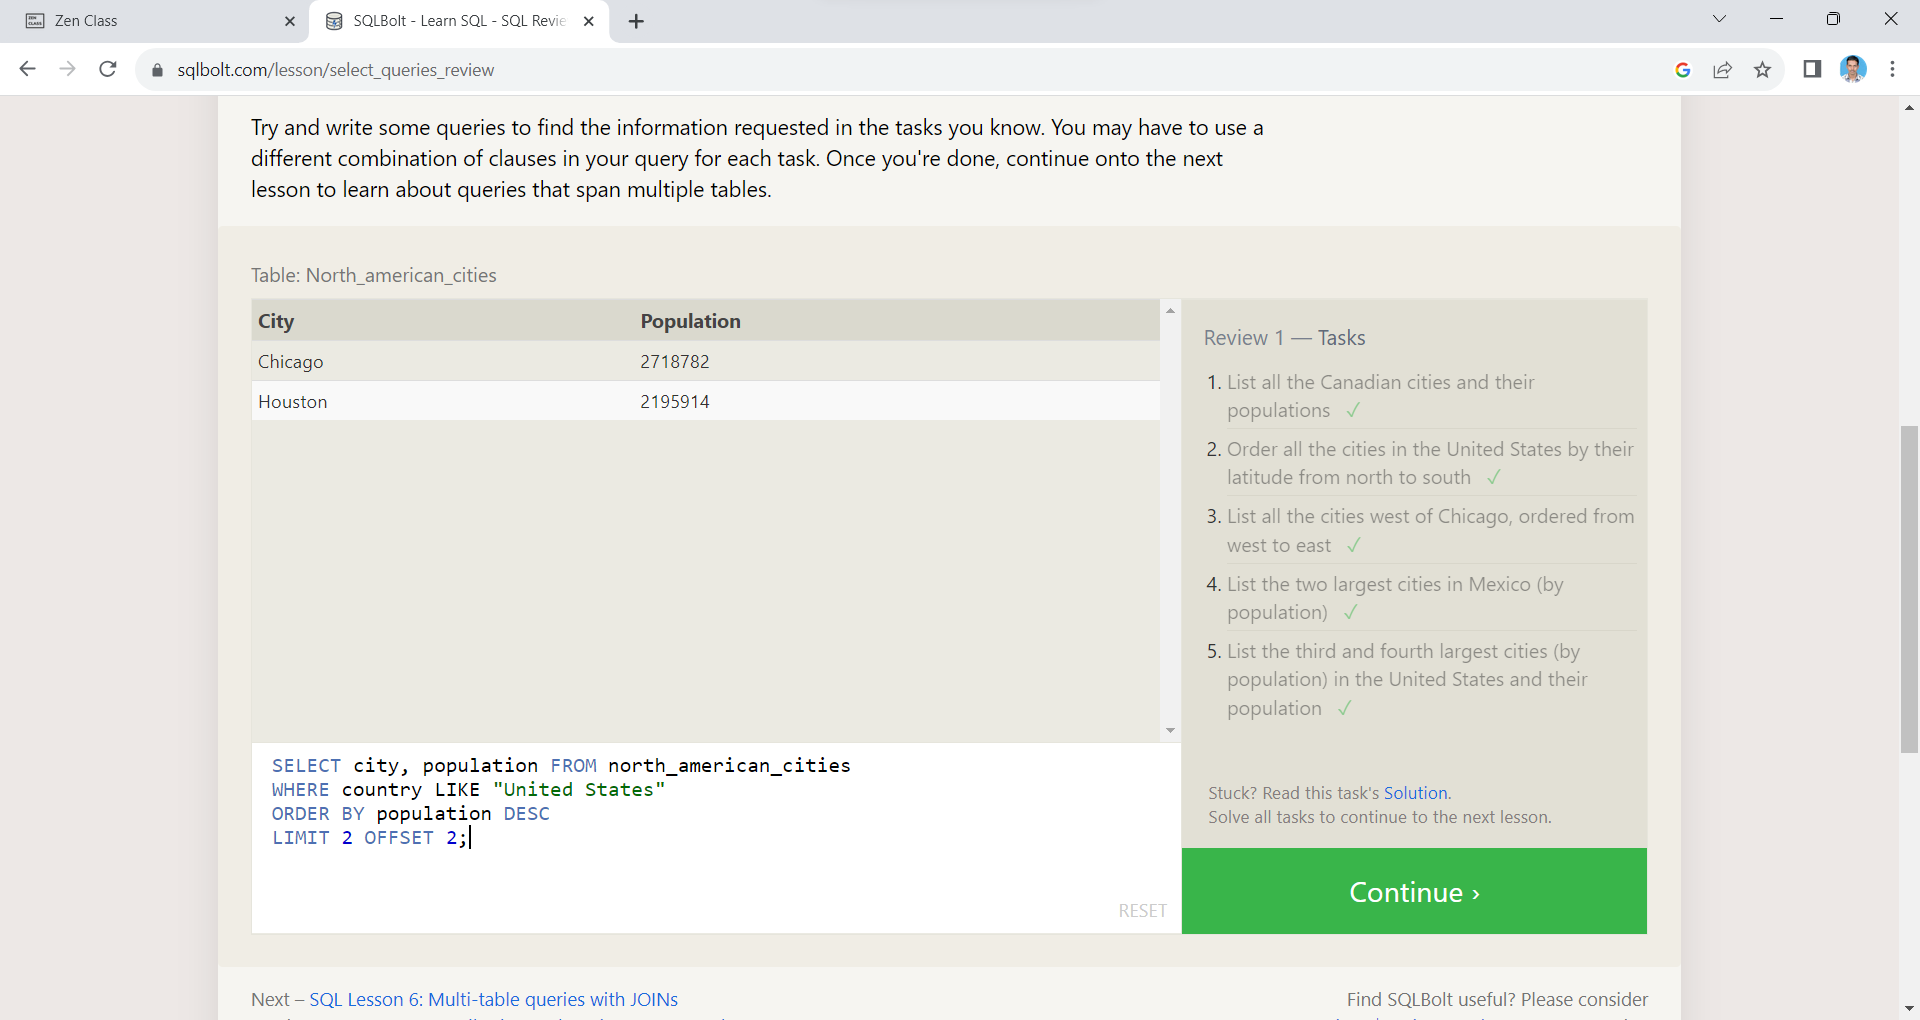 Zen Class
SQLBolt - Learn SQL - SQL Revie
sqlbolt.com/lesson/select_queries_review
Try and write some queries to find the information requested in the tasks you know. You may have to use a
different combination of clauses in your query for each task. Once you're done, continue onto the next
lesson to learn about queries that span multiple tables.
Table: North_american_cities
City Population
Chicago 2718782
Houston 2195914
Review 1 — Tasks
1. List all the Canadian cities and their
populations ✓
2. Order all the cities in the United States by their
latitude from north to south ✓
3. List all the cities west of Chicago, ordered from
west to east ✓
4. List the two largest cities in Mexico (by
population) ✓
5. List the third and fourth largest cities (by
population) in the United States and their
population ✓
SELECT city, population FROM north_american_cities
WHERE country LIKE "United States"
ORDER BY population DESC
LIMIT 2 OFFSET 2;
RESET
Stuck? Read this task's Solution.
Solve all tasks to continue to the next lesson.
Continue ›
Next – SQL Lesson 6: Multi-table queries with JOINs
Find SQLBolt useful? Please consider